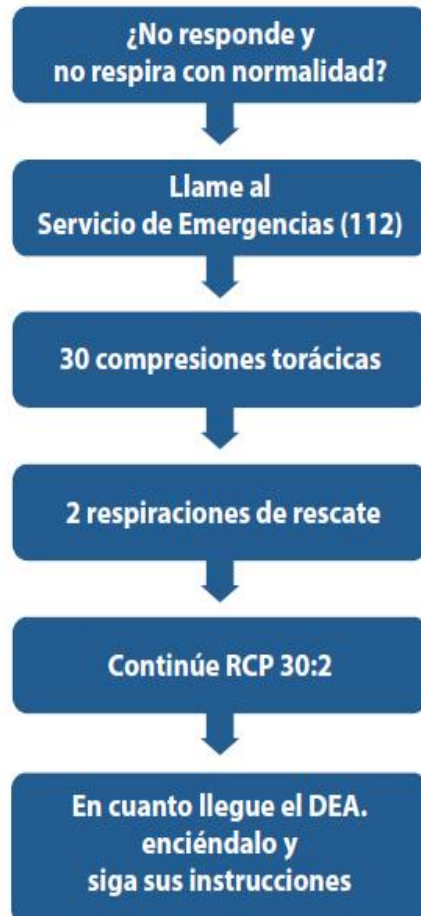 ¿No responde y
no respira con normalidad?
Llame al
Servicio de Emergencias (112)
30 compresiones torácicas
2 respiraciones de rescate
Continúe RCP 30:2
En cuanto llegue el DEA.
enciéndalo y
siga sus instrucciones